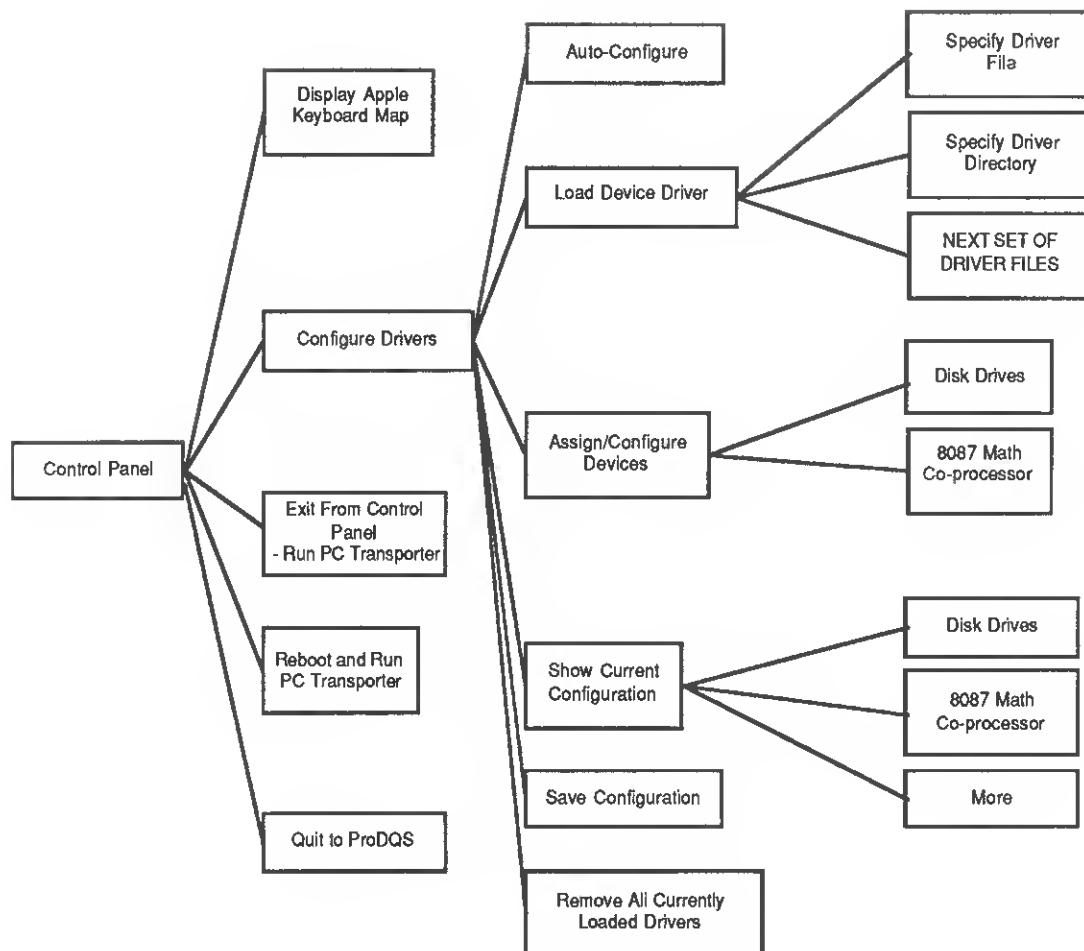 Control Panel
Display Apple
Keyboard Map
Configure Drivers
Exit From Control
Panel
- Run PC Transporter
Reboot and Run
PC Transporter
Quit to ProDQS
Auto-Configure
Load Device Driver
Assign/Configure
Devices
Show Current
Configuration
Save Configuration
Remove All Currently
Loaded Drivers
Specify Driver
Fila
Specify Driver
Directory
NEXT SET OF
DRIVER FILES
Disk Drives
8087 Math
Co-processor
Disk Drives
8087 Math
Co-processor
More